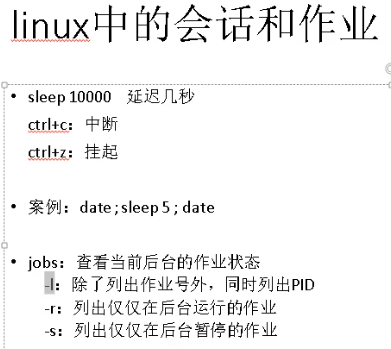 linux中的会话和作业
• sleep 10000 延迟几秒
ctrl+c：中断
ctrl+z：挂起
• 案例：date ; sleep 5 ; date
• jobs：查看当前后台的作业状态
-l：除了列出作业号外，同时列出PID
-r：列出仅仅在后台运行的作业
-s：列出仅仅在后台暂停的作业